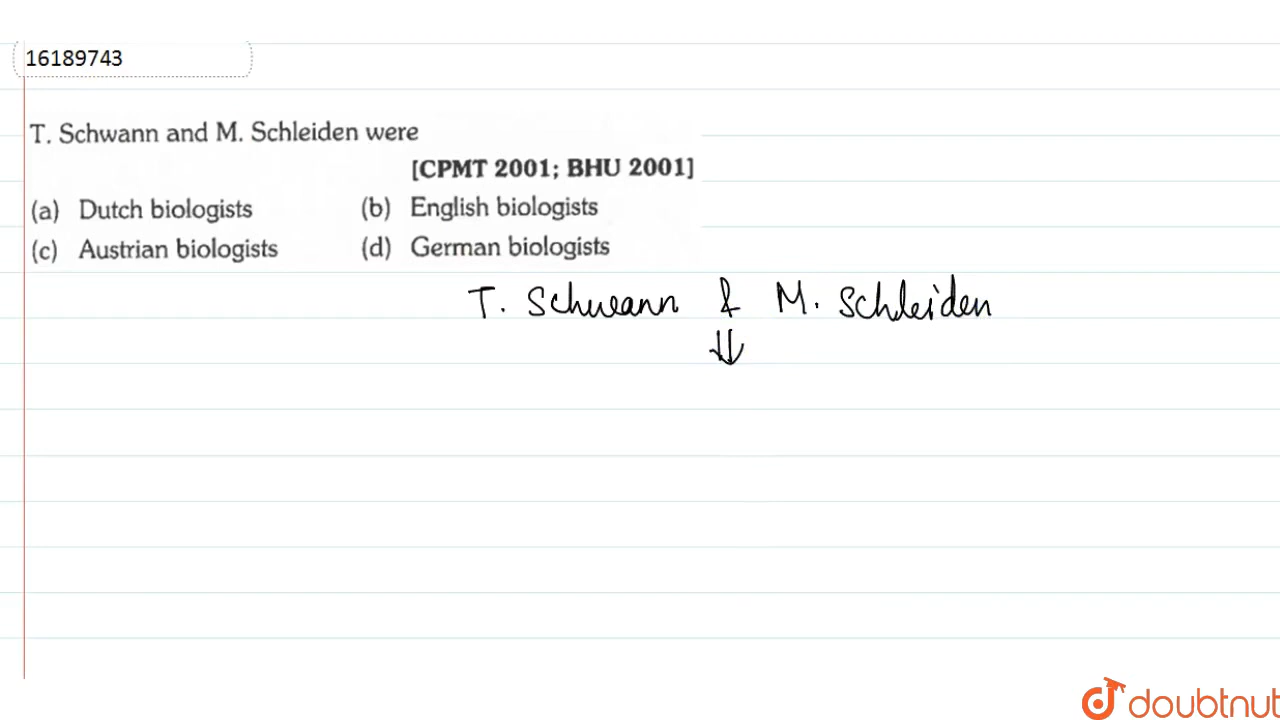 16189743
T. Schwann and M. Schleiden were
[CPMT 2001; BHU 2001]
(a) Dutch biologists (b) English biologists
(c) Austrian biologists (d) German biologists
T. Schwann & M. Schleiden
doubtnut